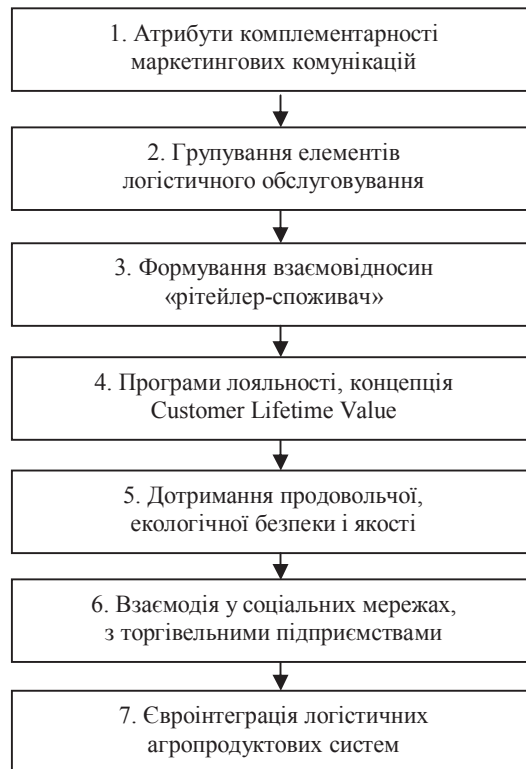 1. Атрибути комплементарності
маркетингових комунікацій
2. Групування елементів
логістичного обслуговування
3. Формування взаємовідносин
«рітейлер-споживач»
4. Програми лояльності, концепція
Customer Lifetime Value
5. Дотримання продовольчої,
екологічної безпеки і якості
6. Взаємодія у соціальних мережах,
з торгівельними підприємствами
7. Євроінтеграція логістичних
агропродуктових систем